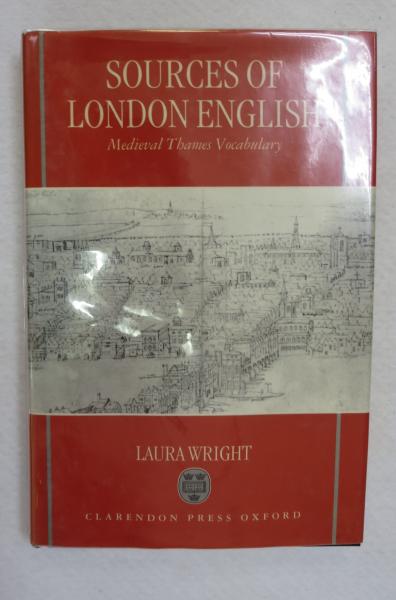 SOURCES OF
LONDON ENGLISH
Medieval Thames Vocabulary
LAURA WRIGHT
CLARENDON PRESS OXFORD